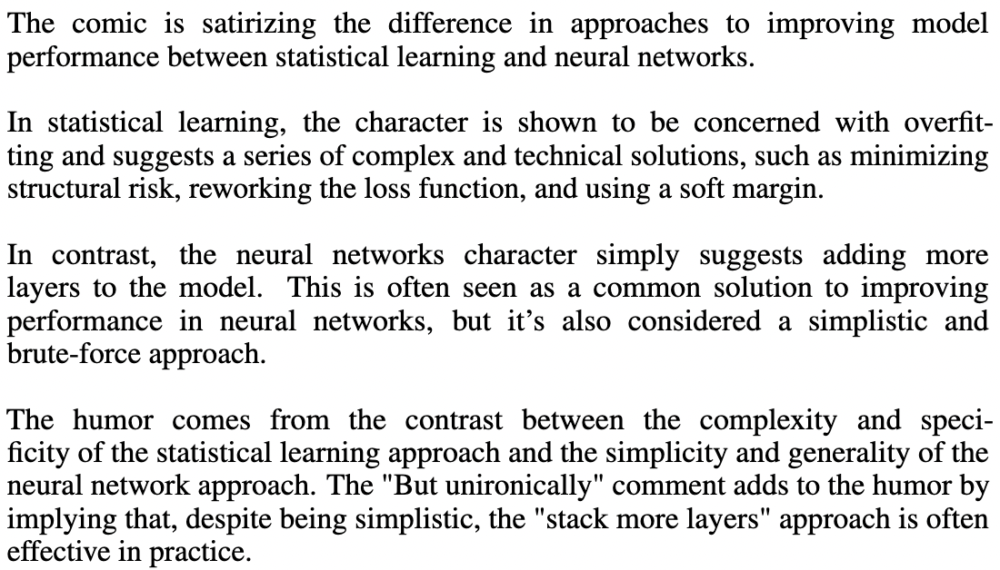 The comic is satirizing the difference in approaches to improving model
performance between statistical learning and neural networks.
In statistical learning, the character is shown to be concerned with overfit-
ting and suggests a series of complex and technical solutions, such as minimizing
structural risk, reworking the loss function, and using a soft margin.
In contrast, the neural networks character simply suggests adding more
layers to the model. This is often seen as a common solution to improving
performance in neural networks, but it’s also considered a simplistic and
brute-force approach.
The humor comes from the contrast between the complexity and speci-
ficity of the statistical learning approach and the simplicity and generality of the
neural network approach. The "But unironically" comment adds to the humor by
implying that, despite being simplistic, the "stack more layers" approach is often
effective in practice.